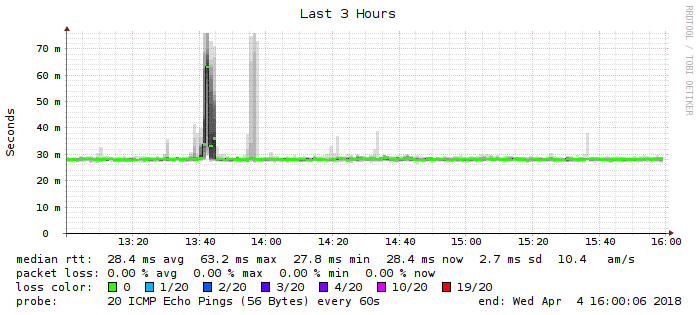 Last 3 Hours
RRDTOOL / TOBI OETIKER
Seconds
70 m
60 m
50 m
40 m
30 m
20 m
10 m
0
13:20 13:40 14:00 14:20 14:40 15:00 15:20 15:40 16:00
median rtt: 28.4 ms avg 63.2 ms max 27.8 ms min 28.4 ms now 2.7 ms sd 10.4 am/s
packet loss: 0.00 % avg 0.00 % max 0.00 % min 0.00 % now
loss color: 0 1/20 2/20 3/20 4/20 10/20 19/20
probe: 20 ICMP Echo Pings (56 Bytes) every 60s end: Wed Apr 4 16:00:06 2018